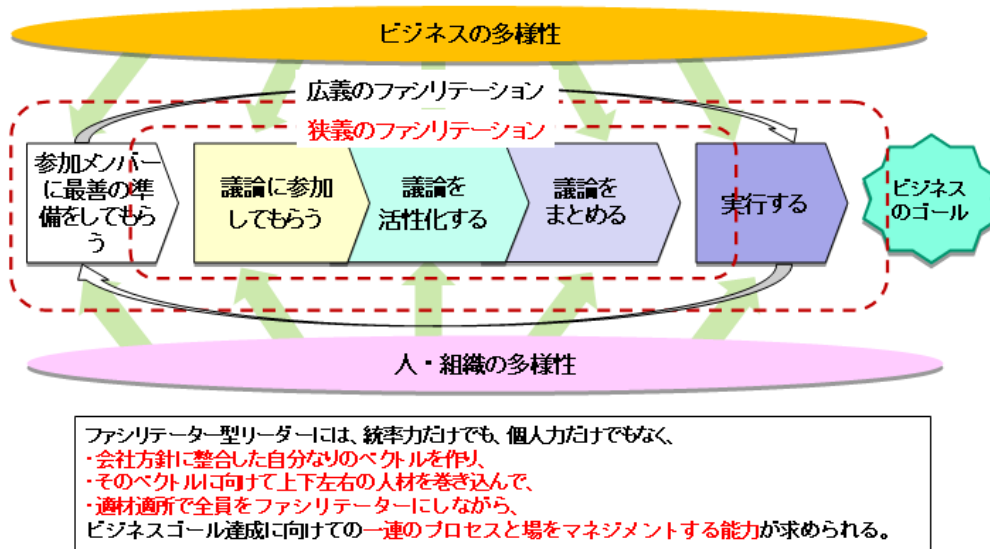 ビジネスの多様性
広義のファシリテーション
狭義のファシリテーション
参加メンバー
に最善の準
備をしてもら
う
議論に参加
してもらう
議論を
活性化する
議論を
まとめる
実行する
ビジネス
のゴール
人・組織の多様性
ファシリテーター型リーダーには、統率力だけでも、個人力だけでもなく、
・会社方針に整合した自分なりのベクトルを作り、
・そのベクトルに向けて上下左右の人材を巻き込んで、
・適材適所で全員をファシリテーターにしながら、
ビジネスゴール達成に向けての一連のプロセスと場をマネジメントする能力が求められる。